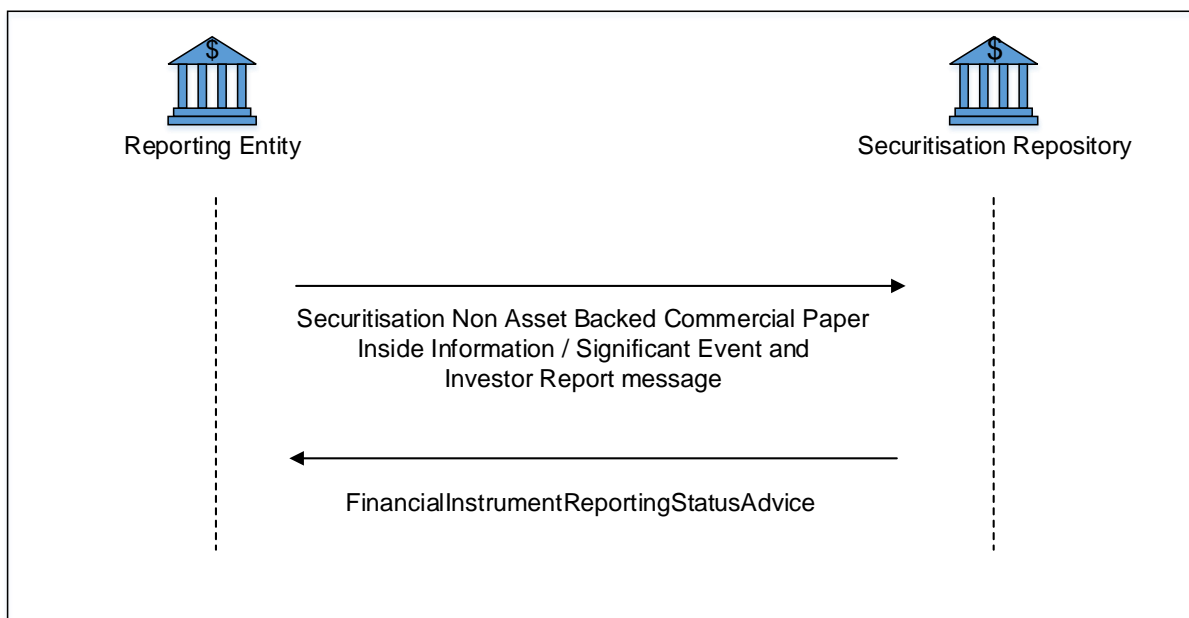 $
$
Reporting Entity
Securitisation Repository
Securitisation Non Asset Backed Commercial Paper
Inside Information / Significant Event and
Investor Report message
FinancialInstrumentReportingStatusAdvice